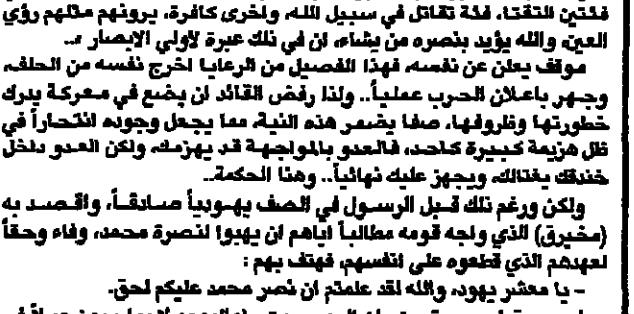 فئتين التقتا، فئة تقاتل في سبيل الله، واخرى كافرة، يرونهم مثلهم رؤي
العين، والله يؤيد بنصره من يشاء، ان في ذلك عبرة لاولي الابصار ».
موقف يعلن عن نفسه، فهذا الفصيل من الرعايا اخرج نفسه من الحلف،
وجهر باعلان الحرب عملياً.. ولذا رفض القائد ان يضع في معركة يدرك
خطورتها وظروفها، صفا يضمر هذه النية، مما يجعل وجوده انتحاراً في
ظل هزيمة كبيرة كاحد، فالعدو بالمواجهة قد يهزمك، ولكن العدو داخل
خندقك يغتالك، ويجهز عليك نهائياً.. وهنا الحكمة..
ولكن ورغم ذلك قبل الرسول في الصف يهودياً صادقاً، واقصد به
(مخيرق) الذي واجه قومه مطالباً اياهم ان يهبوا لنصرة محمد، وفاء وحقاً
لعهدهم الذي قطعوه على انفسهم، فهتف بهم :
– يا معشر يهود، والله لقد علمتم ان نصر محمد عليكم لحق.